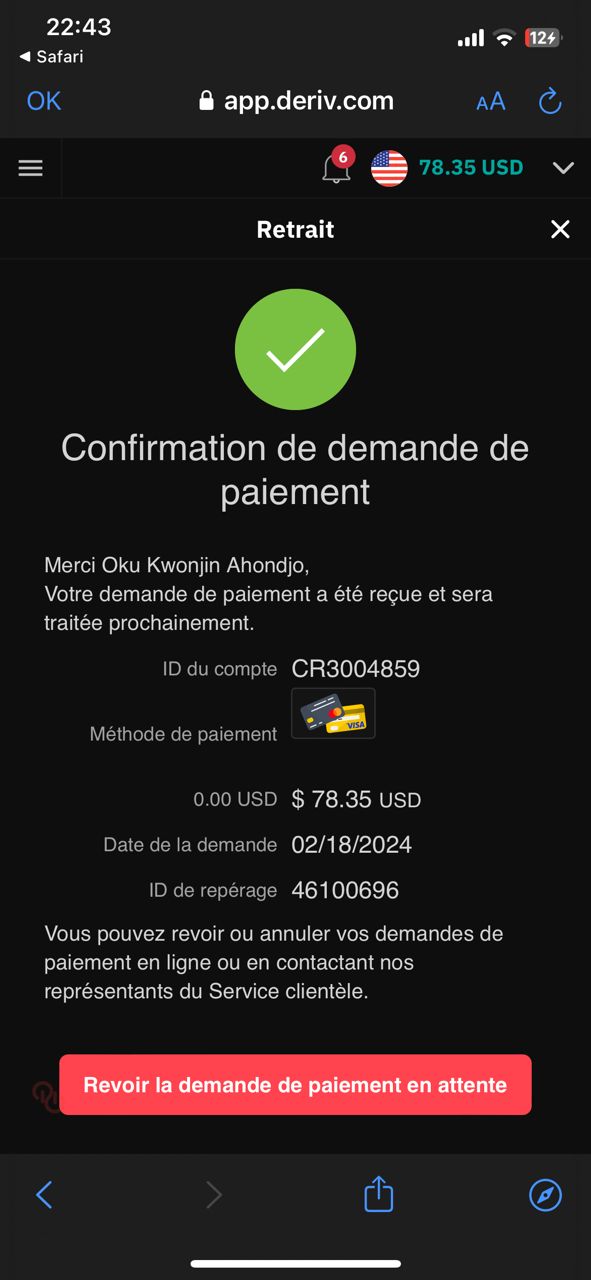 22:43
12
◀ Safari
OK
app.deriv.com
AA
6
78.35 USD
Retrait
Confirmation de demande de
paiement
Merci Oku Kwonjin Ahondjo,
Votre demande de paiement a été reçue et sera
traitée prochainement.
ID du compte CR3004859
VISA
Méthode de paiement
0.00 USD $ 78.35 USD
Date de la demande 02/18/2024
ID de repérage 46100696
Vous pouvez revoir ou annuler vos demandes de
paiement en ligne ou en contactant nos
représentants du Service clientèle.
Revoir la demande de paiement en attente